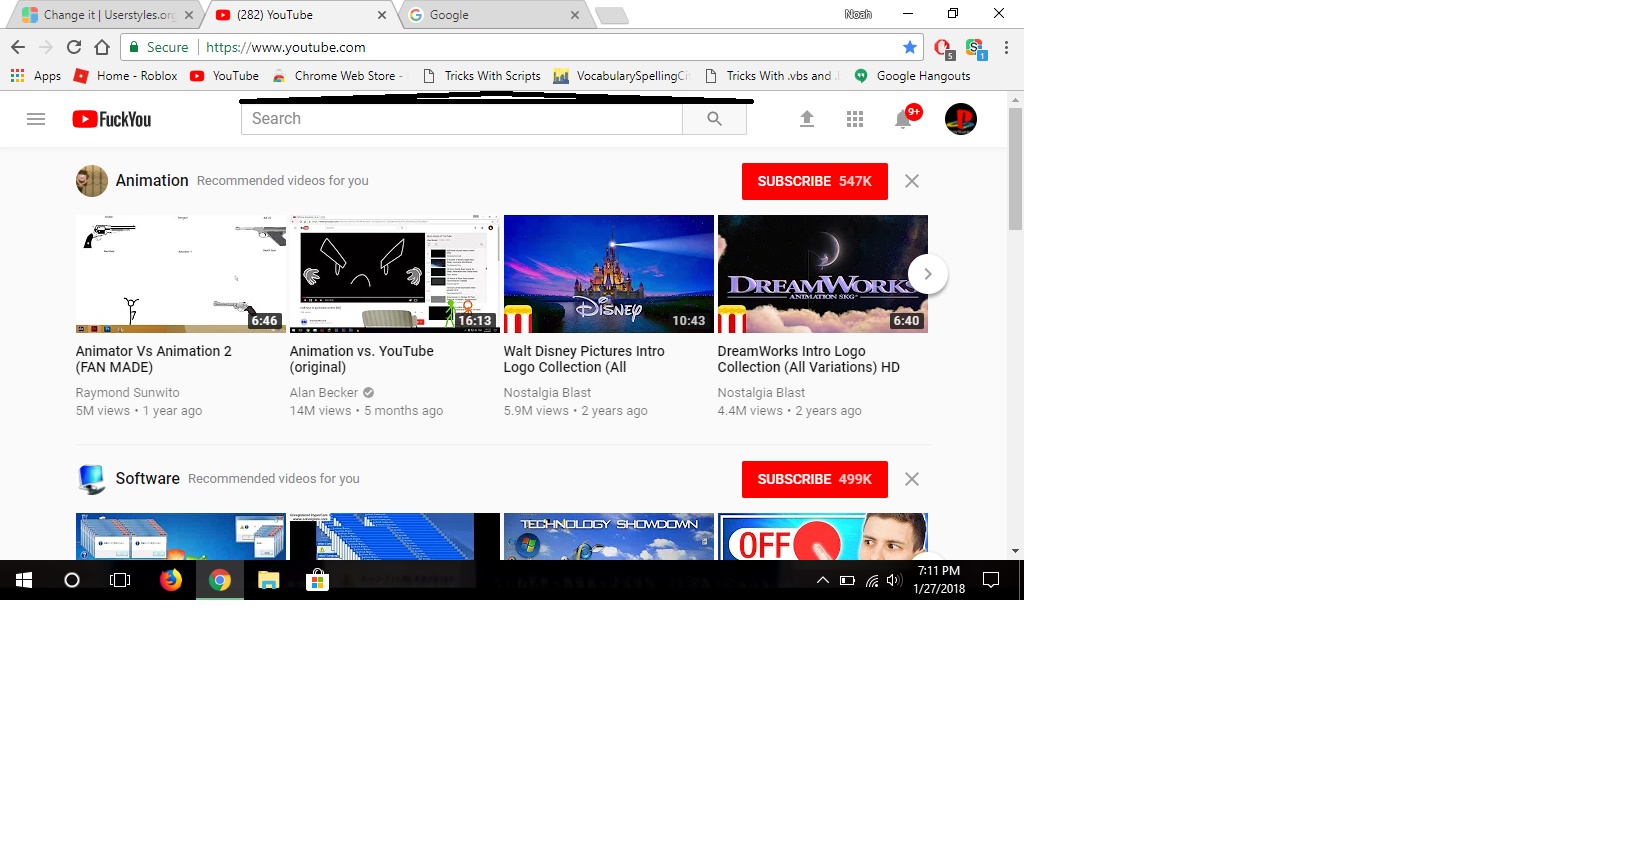 Change it | Userstyles.org
(282) YouTube
Google
Noah
Secure
https://www.youtube.com
5
S
1
Apps
Home - Roblox
YouTube
Chrome Web Store -
Tricks With Scripts
VocabularySpellingCi
Tricks With .vbs and .
Google Hangouts
FuckYou
Search
9+
Animation Recommended videos for you
SUBSCRIBE 547K
6:46
16:13
Disney
10:43
DREAMWORKS
ANIMATION SKG
6:40
Animator Vs Animation 2
(FAN MADE)
Raymond Sunwito
5M views • 1 year ago
Animation vs. YouTube
(original)
Alan Becker
14M views • 5 months ago
Walt Disney Pictures Intro
Logo Collection (All
Nostalgia Blast
5.9M views • 2 years ago
DreamWorks Intro Logo
Collection (All Variations) HD
Nostalgia Blast
4.4M views • 2 years ago
Software Recommended videos for you
SUBSCRIBE 499K
TECHNOLOGY SHOWDOWN
OFF
7:11 PM
1/27/2018